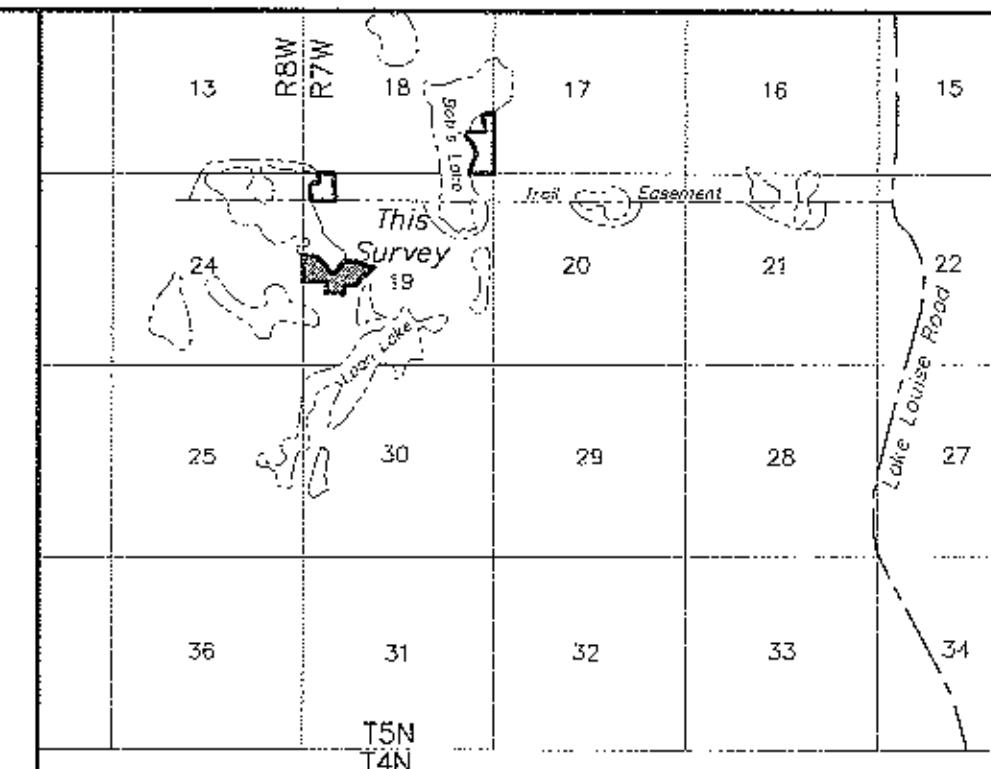 R8W
R7W
13
18
17
16
15
Bob's Lake
Trail Easement
This
Survey
24
19
20
21
22
Loon Lake
Lake Louise Road
25
30
29
28
27
36
31
32
33
34
T5N
T4N